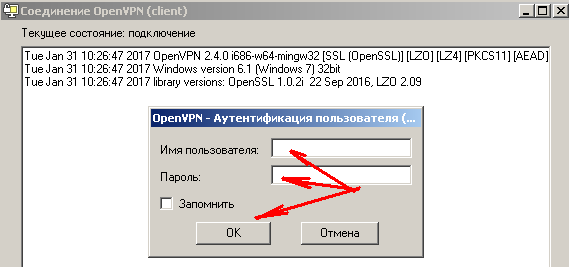 Соединение OpenVPN (client)
Текущее состояние: подключение
Tue Jan 31 10:26:47 2017 OpenVPN 2.4.0 i686-w64-mingw32 [SSL (OpenSSL)] [LZO] [LZ4] [PKCS11] [AEAD]
Tue Jan 31 10:26:47 2017 Windows version 6.1 (Windows 7) 32bit
Tue Jan 31 10:26:47 2017 library versions: OpenSSL 1.0.2i 22 Sep 2016, LZO 2.09
OpenVPN - Аутентификация пользователя (...
Имя пользователя:
Пароль:
Запомнить
OK
Отмена